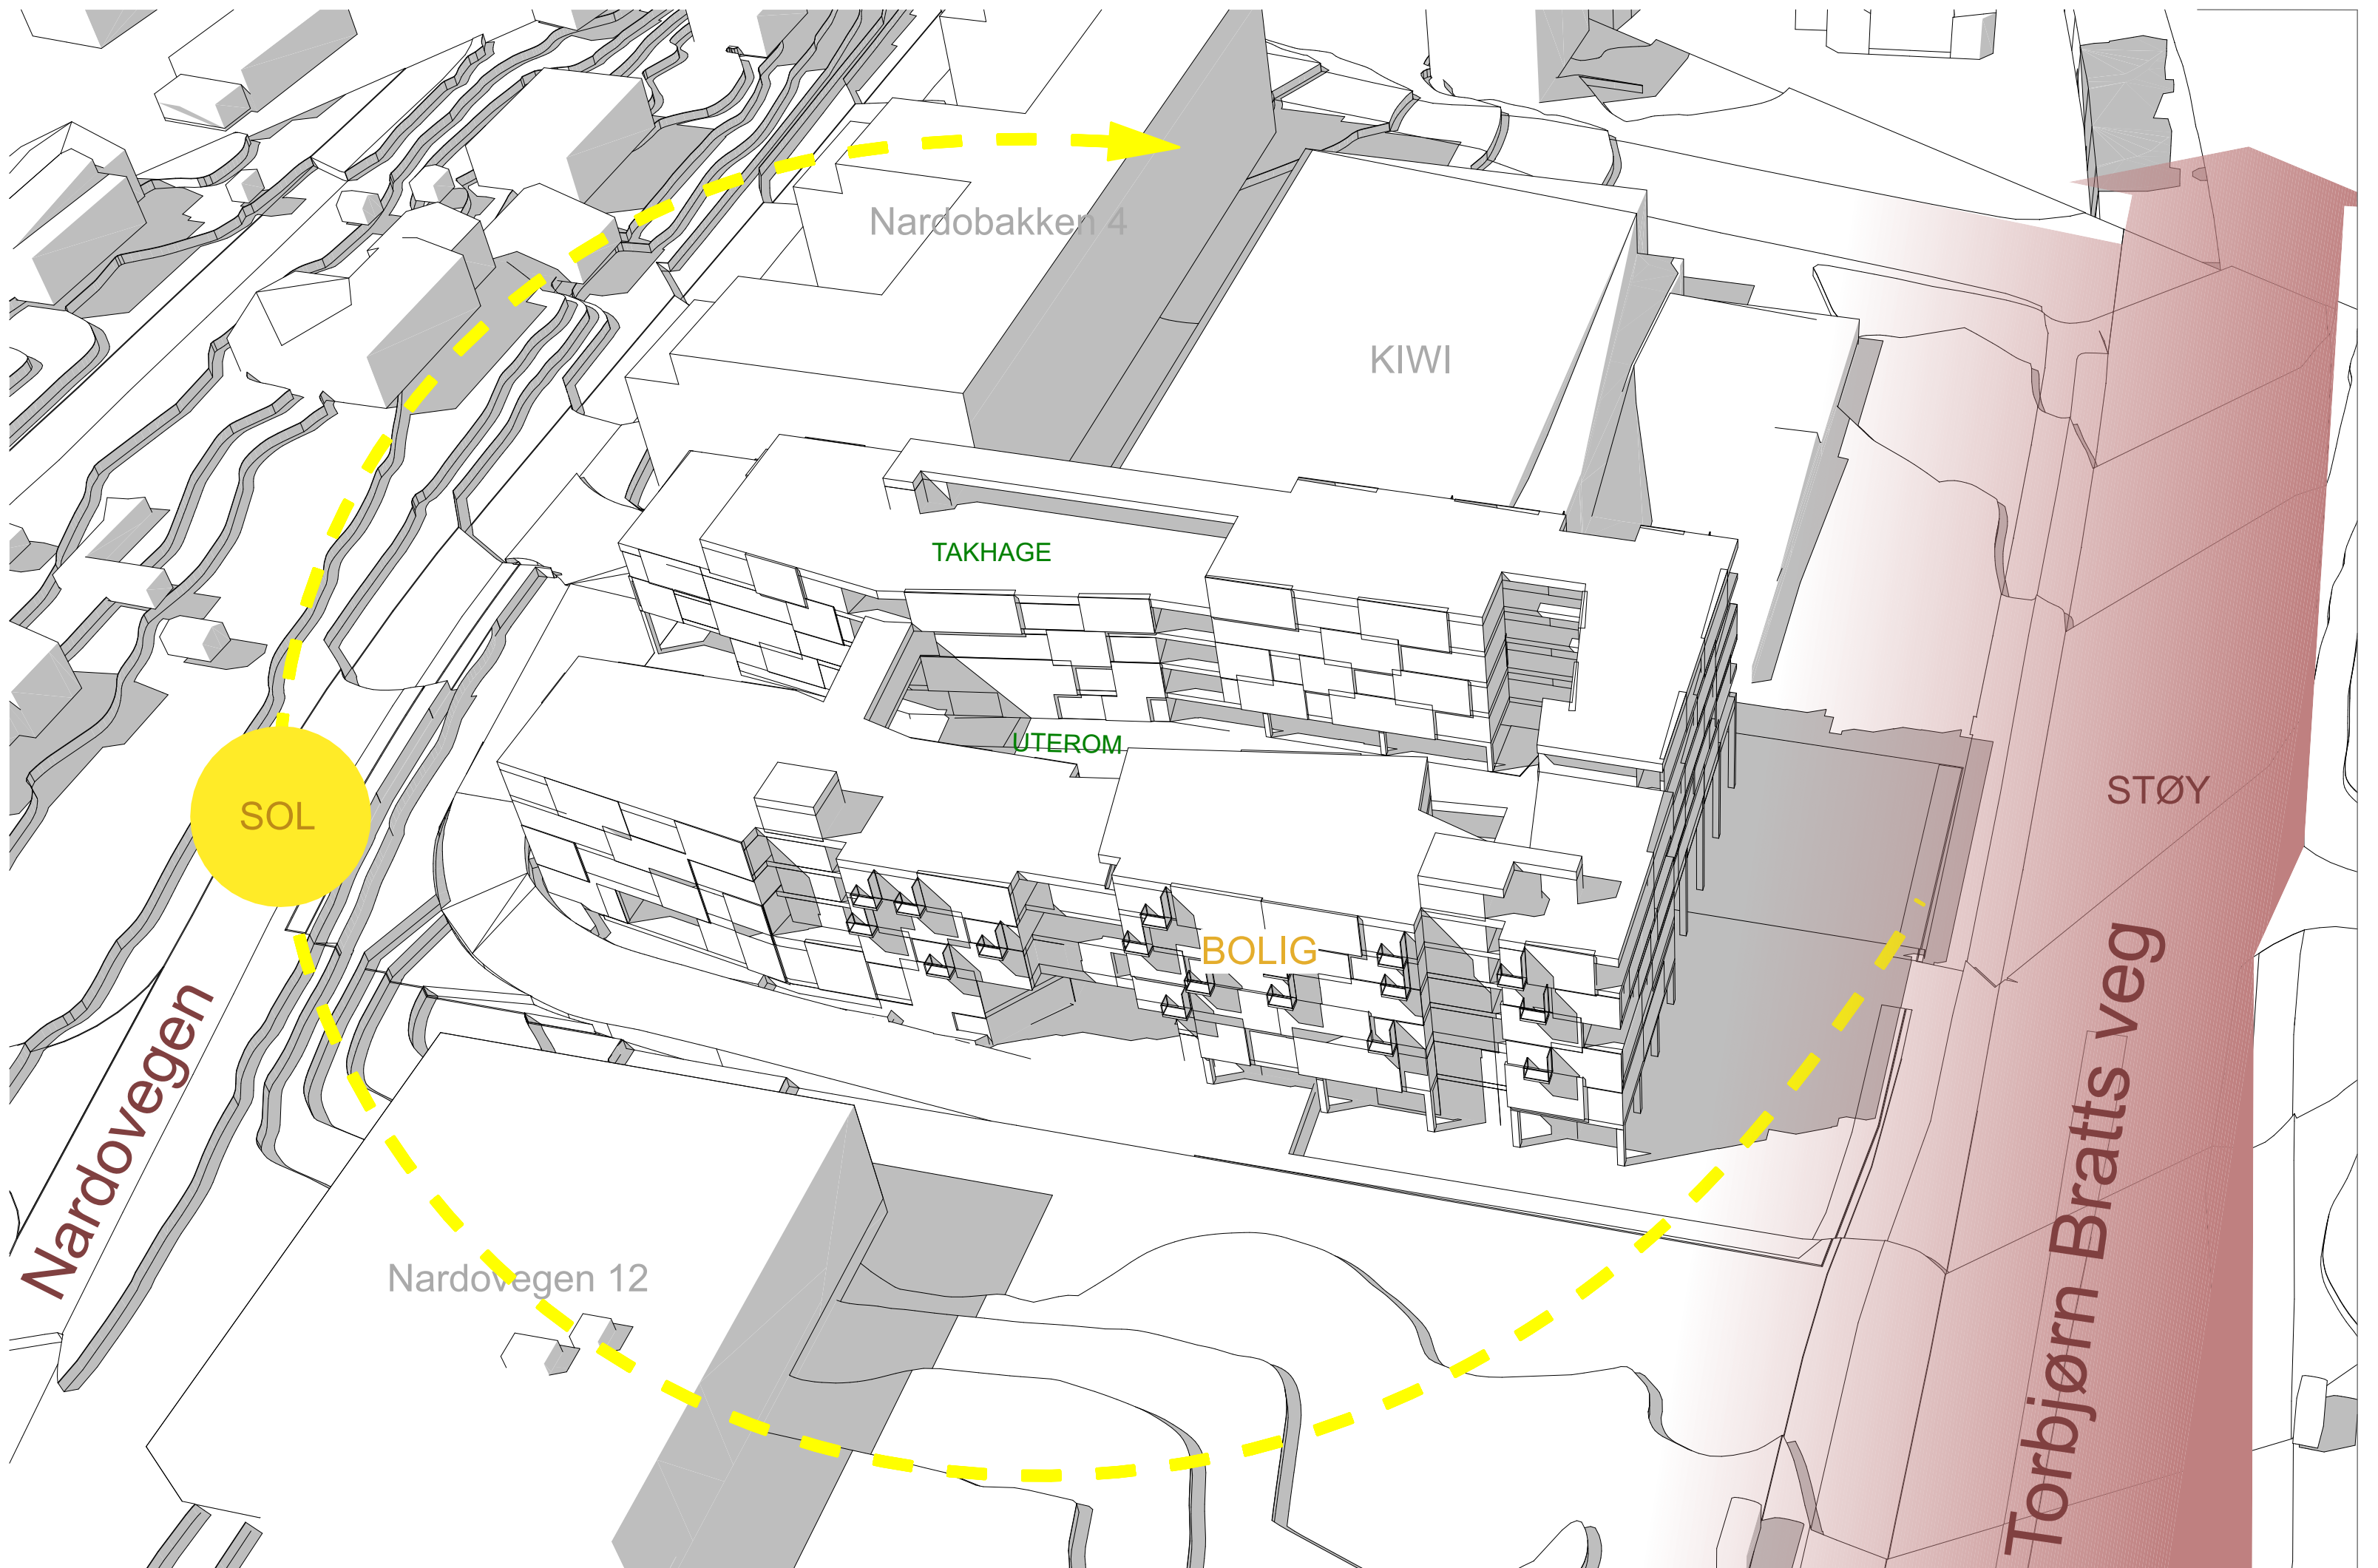 Nardobakken 4
KIWI
TAKHAGE
UTEROM
STØY
SOL
BOLIG
Nardovegen
Nardovegen 12
Torbjørn Bratts veg